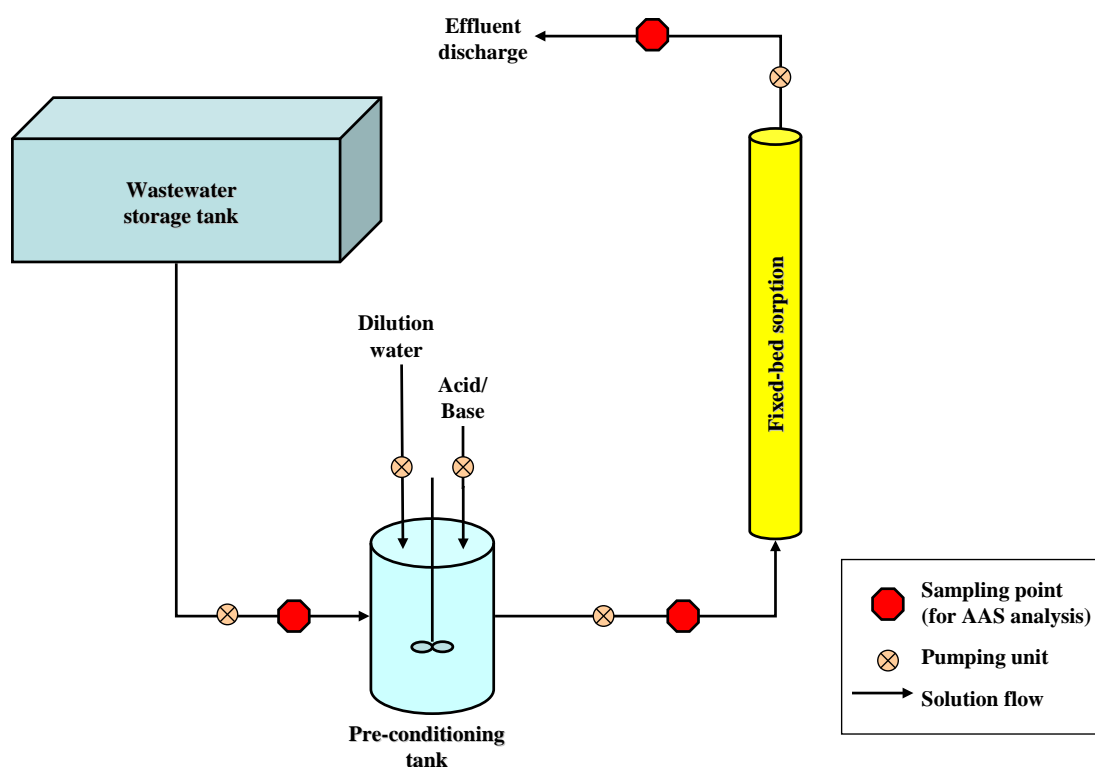 Effluent
discharge
Wastewater
storage tank
Fixed-bed sorption
Dilution
water
Acid/
Base
Pre-conditioning
tank
Sampling point
(for AAS analysis)
Pumping unit
Solution flow